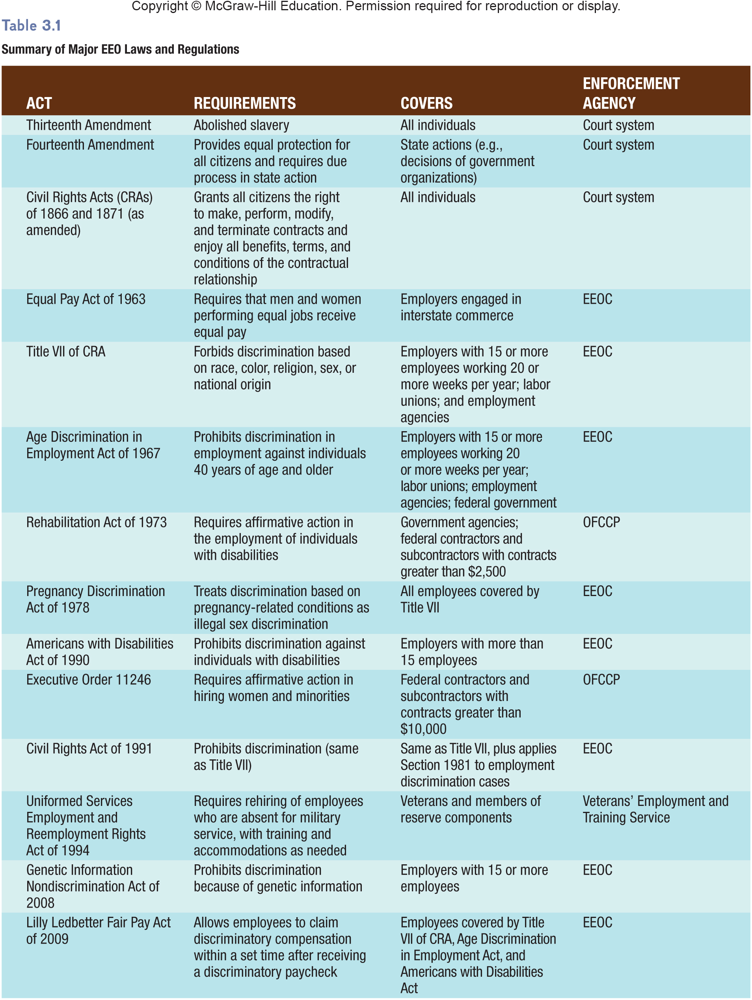 Copyright © McGraw-Hill Education. Permission required for reproduction or display.
Table 3.1
Summary of Major EEO Laws and Regulations
ACT
REQUIREMENTS
COVERS
ENFORCEMENT
AGENCY
Thirteenth Amendment
Abolished slavery
All individuals
Court system
Fourteenth Amendment
Provides equal protection for
all citizens and requires due
process in state action
State actions (e.g.,
decisions of government
organizations)
Court system
Civil Rights Acts (CRAs)
of 1866 and 1871 (as
amended)
Grants all citizens the right
to make, perform, modify,
and terminate contracts and
enjoy all benefits, terms, and
conditions of the contractual
relationship
All individuals
Court system
Equal Pay Act of 1963
Requires that men and women
performing equal jobs receive
equal pay
Employers engaged in
interstate commerce
EEOC
Title VII of CRA
Forbids discrimination based
on race, color, religion, sex, or
national origin
Employers with 15 or more
employees working 20 or
more weeks per year; labor
unions; and employment
agencies
EEOC
Age Discrimination in
Employment Act of 1967
Prohibits discrimination in
employment against individuals
40 years of age and older
Employers with 15 or more
employees working 20
or more weeks per year;
labor unions; employment
agencies; federal government
EEOC
Rehabilitation Act of 1973
Requires affirmative action in
the employment of individuals
with disabilities
Government agencies;
federal contractors and
subcontractors with contracts
greater than $2,500
OFCCP
Pregnancy Discrimination
Act of 1978
Treats discrimination based on
pregnancy-related conditions as
illegal sex discrimination
All employees covered by
Title VII
EEOC
Americans with Disabilities
Act of 1990
Prohibits discrimination against
individuals with disabilities
Employers with more than
15 employees
EEOC
Executive Order 11246
Requires affirmative action in
hiring women and minorities
Federal contractors and
subcontractors with
contracts greater than
$10,000
OFCCP
Civil Rights Act of 1991
Prohibits discrimination (same
as Title VII)
Same as Title VII, plus applies
Section 1981 to employment
discrimination cases
EEOC
Uniformed Services
Employment and
Reemployment Rights
Act of 1994
Requires rehiring of employees
who are absent for military
service, with training and
accommodations as needed
Veterans and members of
reserve components
Veterans’ Employment and
Training Service
Genetic Information
Nondiscrimination Act of
2008
Prohibits discrimination
because of genetic information
Employers with 15 or more
employees
EEOC
Lilly Ledbetter Fair Pay Act
of 2009
Allows employees to claim
discriminatory compensation
within a set time after receiving
a discriminatory paycheck
Employees covered by Title
VII of CRA, Age Discrimination
in Employment Act, and
Americans with Disabilities
Act
EEOC